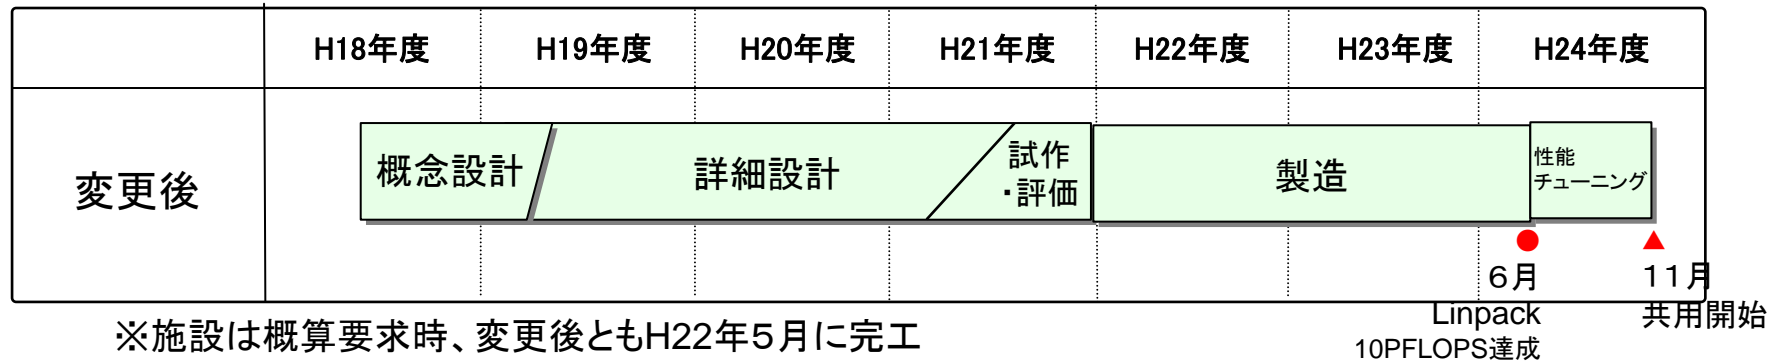 H18年度 H19年度 H20年度 H21年度 H22年度 H23年度 H24年度
変更後
概念設計
詳細設計
試作
・評価
製造
性能
チューニング
６月
Linpack
10PFLOPS達成
１１月
共用開始
※施設は概算要求時、変更後ともH22年５月に完工